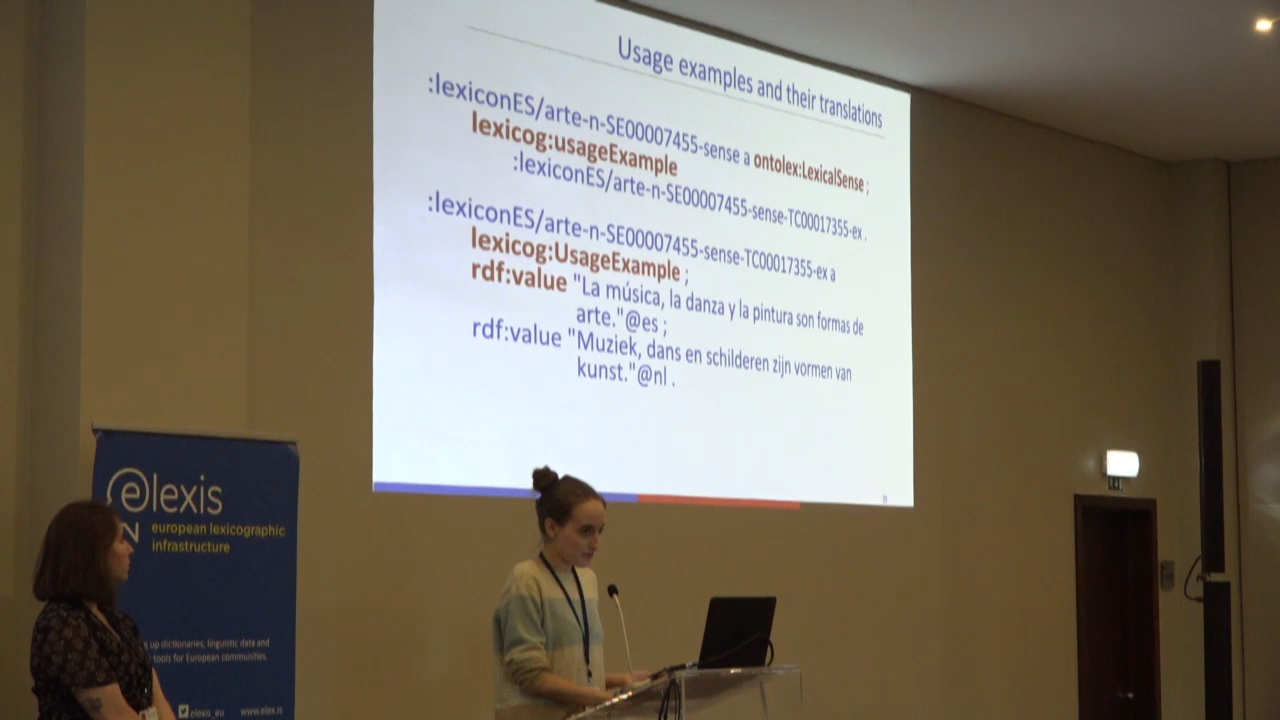 Usage examples and their translations
:lexiconES/arte-n-SE00007455-sense a ontolex:LexicalSense ;
lexicog:usageExample
:lexiconES/arte-n-SE00007455-sense-TC00017355-ex .
:lexiconES/arte-n-SE00007455-sense-TC00017355-ex a
lexicog:UsageExample ;
rdf:value "La música, la danza y la pintura son formas de
arte."@es ;
rdf:value "Muziek, dans en schilderen zijn vormen van
kunst."@nl .
elexis
european lexicographic
infrastructure
up dictionaries, linguistic data and
tools for European communities.
elexis_eu
www.elex.is